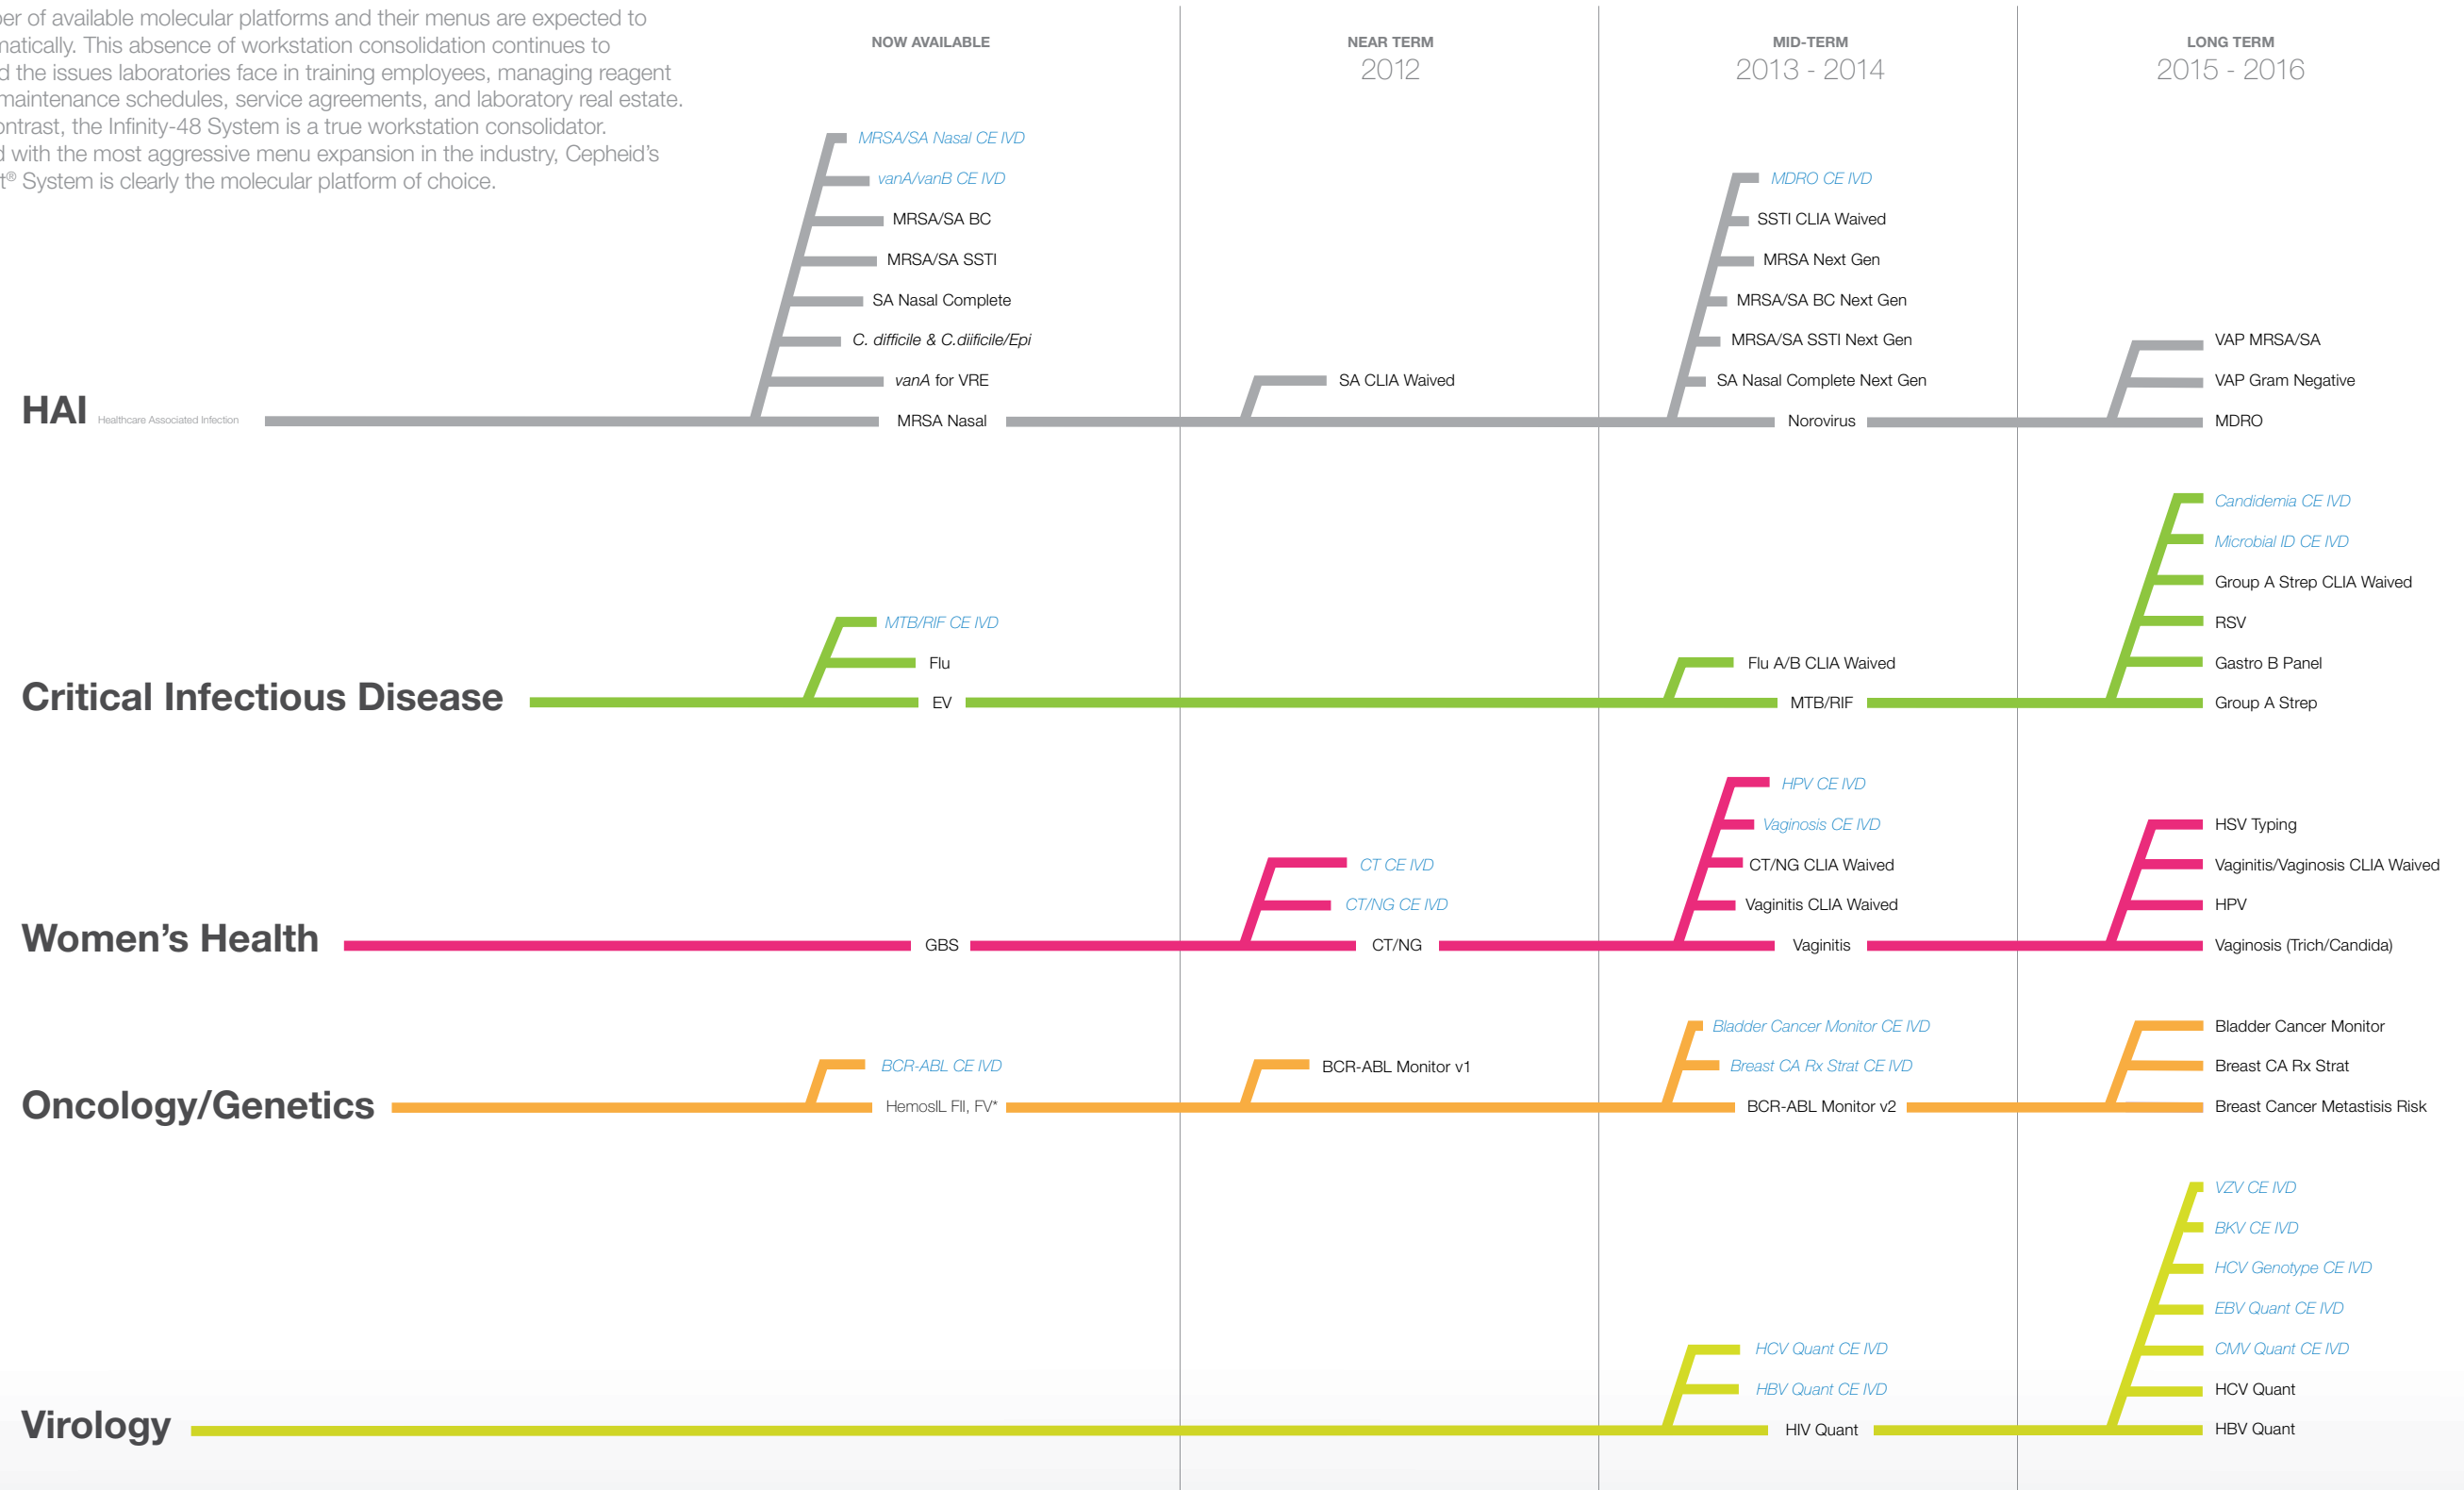 of available molecular platforms and their menus are expected to
This absence of workstation consolidation continues to
the issues laboratories face in training employees, managing reagent
maintenance schedules, service agreements, and laboratory real estate.
the Infinity-48 System is a true workstation consolidator.
with the most aggressive menu expansion in the industry, Cepheid's
System is clearly the molecular platform of choice.
NOW AVAILABLE
NEAR TERM
2012
MID-TERM
2013 - 2014
LONG TERM
2015 - 2016
HAI Healthcare Associated Infection
MRSA/SA Nasal CE IVD
vanA/vanB CE IVD
MRSA/SA BC
MRSA/SA SSTI
SA Nasal Complete
C. difficile & C.diificile/Epi
vanA for VRE
MRSA Nasal
SA CLIA Waived
MDRO CE IVD
SSTI CLIA Waived
MRSA Next Gen
MRSA/SA BC Next Gen
MRSA/SA SSTI Next Gen
SA Nasal Complete Next Gen
Norovirus
VAP MRSA/SA
VAP Gram Negative
MDRO
Critical Infectious Disease
MTB/RIF CE IVD
Flu
EV
Flu A/B CLIA Waived
MTB/RIF
Candidemia CE IVD
Microbial ID CE IVD
Group A Strep CLIA Waived
RSV
Gastro B Panel
Group A Strep
Women's Health
GBS
CT CE IVD
CT/NG CE IVD
CT/NG
HPV CE IVD
Vaginosis CE IVD
CT/NG CLIA Waived
Vaginitis CLIA Waived
Vaginitis
HSV Typing
Vaginitis/Vaginosis CLIA Waived
HPV
Vaginosis (Trich/Candida)
Oncology/Genetics
BCR-ABL CE IVD
HemosIL FII, FV*
BCR-ABL Monitor v1
Bladder Cancer Monitor CE IVD
Breast CA Rx Strat CE IVD
BCR-ABL Monitor v2
Bladder Cancer Monitor
Breast CA Rx Strat
Breast Cancer Metastisis Risk
Virology
HCV Quant CE IVD
HBV Quant CE IVD
HIV Quant
VZV CE IVD
BKV CE IVD
HCV Genotype CE IVD
EBV Quant CE IVD
CMV Quant CE IVD
HCV Quant
HBV Quant